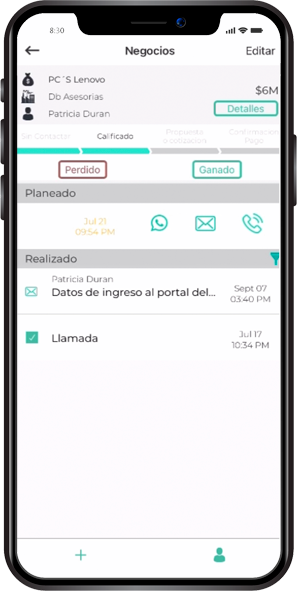 8:30
Negocios
Editar
PC´S Lenovo
Db Asesorias
$6M
Patricia Duran
Detalles
Sin Contactar
Calificado
Propuesta
o cotizacion
Confirmacion
Pago
Perdido
Ganado
Planeado
Jul 21
09:54 PM
Realizado
Patricia Duran
Datos de ingreso al portal del...
Sept 07
03:40 PM
Llamada
Jul 17
10:34 PM